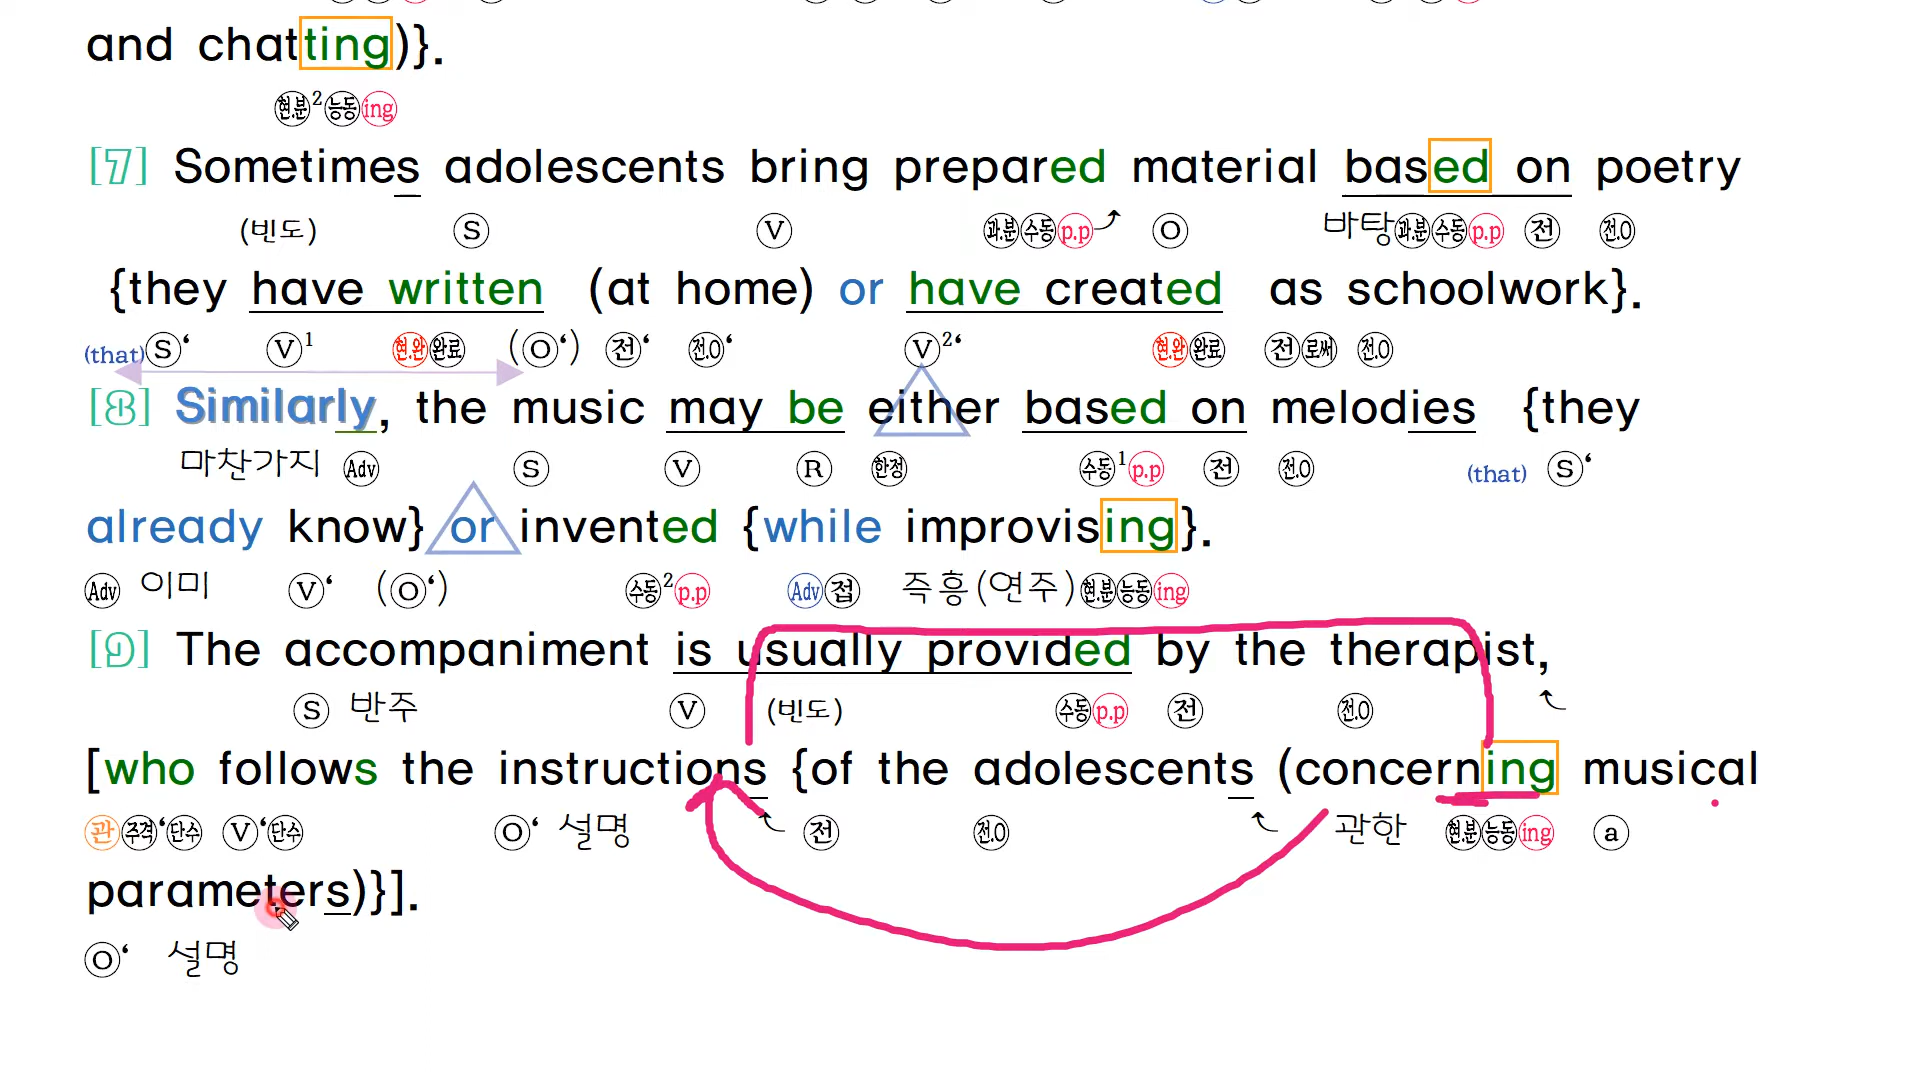 and chatting)}.
현.분² 능동 ing
[7] Sometimes adolescents bring prepared material based on poetry
(빈도) S V 과.분 수동 p.p O 바탕 과.분 수동 p.p 전 전.O
{they have written (at home) or have created as schoolwork}.
(that) S‘ V¹ 현.완 완료 (O‘) 전‘ 전.O‘ V²‘ 현.완 완료 전 로써 전.O
[8] Similarly, the music may be either based on melodies {they
마찬가지 Adv S V R 한정 수동¹ p.p 전 전.O (that) S‘
already know} or invented {while improvising}.
Adv 이미 V‘ (O‘) 수동² p.p Adv 접 즉흥(연주) 현.분 능동 ing
[9] The accompaniment is usually provided by the therapist,
S 반주 V (빈도) 수동 p.p 전 전.O
[who follows the instructions {of the adolescents (concerning musical
관 주격‘ 단수 V‘ 단수 O‘ 설명 전 전.O 관한 현.분 능동 ing a
parameters)}].
O‘ 설명